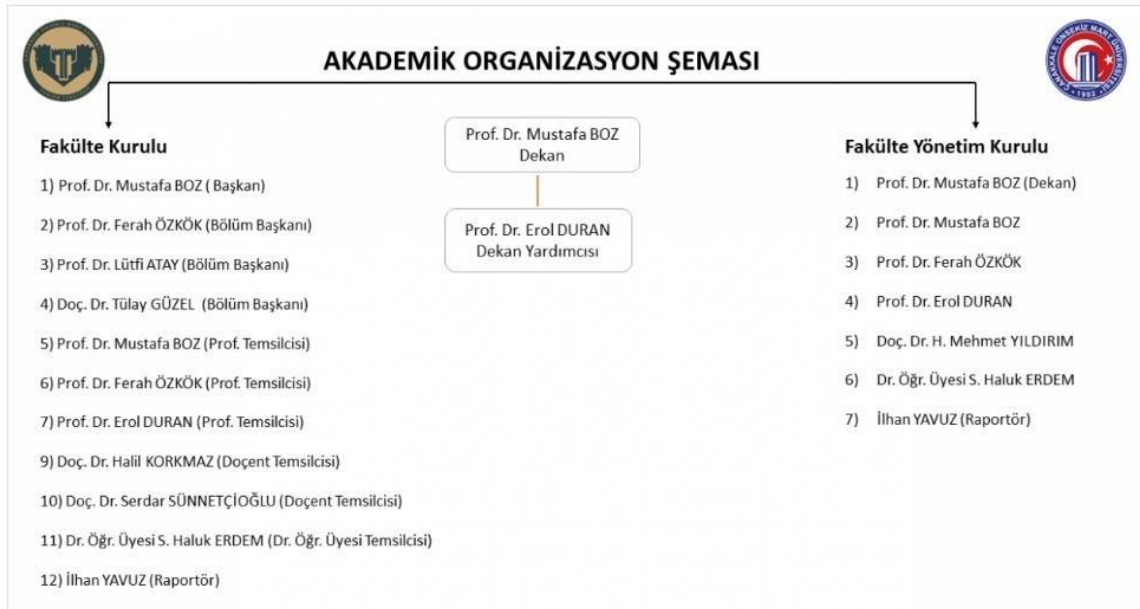 AKADEMİK ORGANİZASYON ŞEMASI
ÇANAKKALE ONSEKİZ MART ÜNİVERSİTESİ
1992
Fakülte Kurulu
1) Prof. Dr. Mustafa BOZ ( Başkan)
2) Prof. Dr. Ferah ÖZKÖK (Bölüm Başkanı)
3) Prof. Dr. Lütfi ATAY (Bölüm Başkanı)
4) Doç. Dr. Tülay GÜZEL (Bölüm Başkanı)
5) Prof. Dr. Mustafa BOZ (Prof. Temsilcisi)
6) Prof. Dr. Ferah ÖZKÖK (Prof. Temsilcisi)
7) Prof. Dr. Erol DURAN (Prof. Temsilcisi)
9) Doç. Dr. Halil KORKMAZ (Doçent Temsilcisi)
10) Doç. Dr. Serdar SÜNNETÇİOĞLU (Doçent Temsilcisi)
11) Dr. Öğr. Üyesi S. Haluk ERDEM (Dr. Öğr. Üyesi Temsilcisi)
12) İlhan YAVUZ (Raportör)
Prof. Dr. Mustafa BOZ
Dekan
Prof. Dr. Erol DURAN
Dekan Yardımcısı
Fakülte Yönetim Kurulu
1) Prof. Dr. Mustafa BOZ (Dekan)
2) Prof. Dr. Mustafa BOZ
3) Prof. Dr. Ferah ÖZKÖK
4) Prof. Dr. Erol DURAN
5) Doç. Dr. H. Mehmet YILDIRIM
6) Dr. Öğr. Üyesi S. Haluk ERDEM
7) İlhan YAVUZ (Raportör)